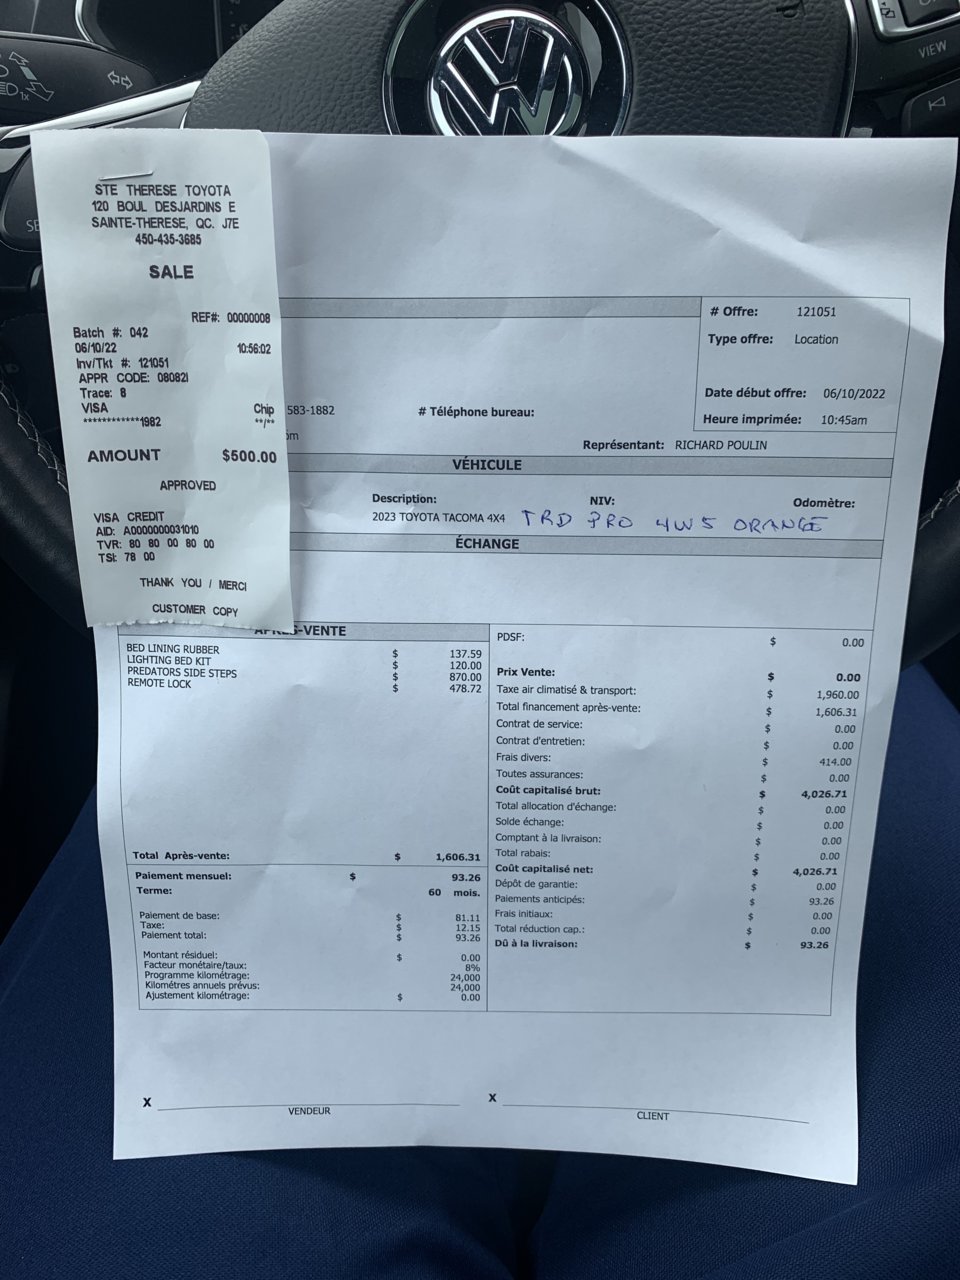 VIEW
1x
STE THERESE TOYOTA
120 BOUL DESJARDINS E
SAINTE-THERESE, QC. J7E
450-435-3685
SALE
REF#: 00000008
Batch #: 042
06/10/22 10:56:02
Inv/Tkt #: 121051
APPR CODE: 08082I
Trace: 8
VISA Chip
************1982 **/**
AMOUNT $500.00
APPROVED
VISA CREDIT
AID: A0000000031010
TVR: 80 80 00 80 00
TSI: 78 00
THANK YOU / MERCI
CUSTOMER COPY
# Offre: 121051
Type offre: Location
Date début offre: 06/10/2022
Heure imprimée: 10:45am
583-1882 # Téléphone bureau:
om
Représentant: RICHARD POULIN
VÉHICULE
Description: NIV: Odomètre:
2023 TOYOTA TACOMA 4X4 TRD PRO 4W5 ORANGE
ÉCHANGE
APRÈS-VENTE
BED LINING RUBBER $ 137.59
LIGHTING BED KIT $ 120.00
PREDATORS SIDE STEPS $ 870.00
REMOTE LOCK $ 478.72
Total Après-vente: $ 1,606.31
Paiement mensuel: $ 93.26
Terme: 60 mois.
Paiement de base: $ 81.11
Taxe: $ 12.15
Paiement total: $ 93.26
Montant résiduel: $ 0.00
Facteur monétaire/taux: 8%
Programme kilométrage: 24,000
Kilomètres annuels prévus: 24,000
Ajustement kilométrage: $ 0.00
PDSF: $ 0.00
Prix Vente: $ 0.00
Taxe air climatisé & transport: $ 1,960.00
Total financement après-vente: $ 1,606.31
Contrat de service: $ 0.00
Contrat d'entretien: $ 0.00
Frais divers: $ 414.00
Toutes assurances: $ 0.00
Coût capitalisé brut: $ 4,026.71
Total allocation d'échange: $ 0.00
Solde échange: $ 0.00
Comptant à la livraison: $ 0.00
Total rabais: $ 0.00
Coût capitalisé net: $ 4,026.71
Dépôt de garantie: $ 0.00
Paiements anticipés: $ 93.26
Frais initiaux: $ 0.00
Total réduction cap.: $ 0.00
Dû à la livraison: $ 93.26
X
VENDEUR
X
CLIENT